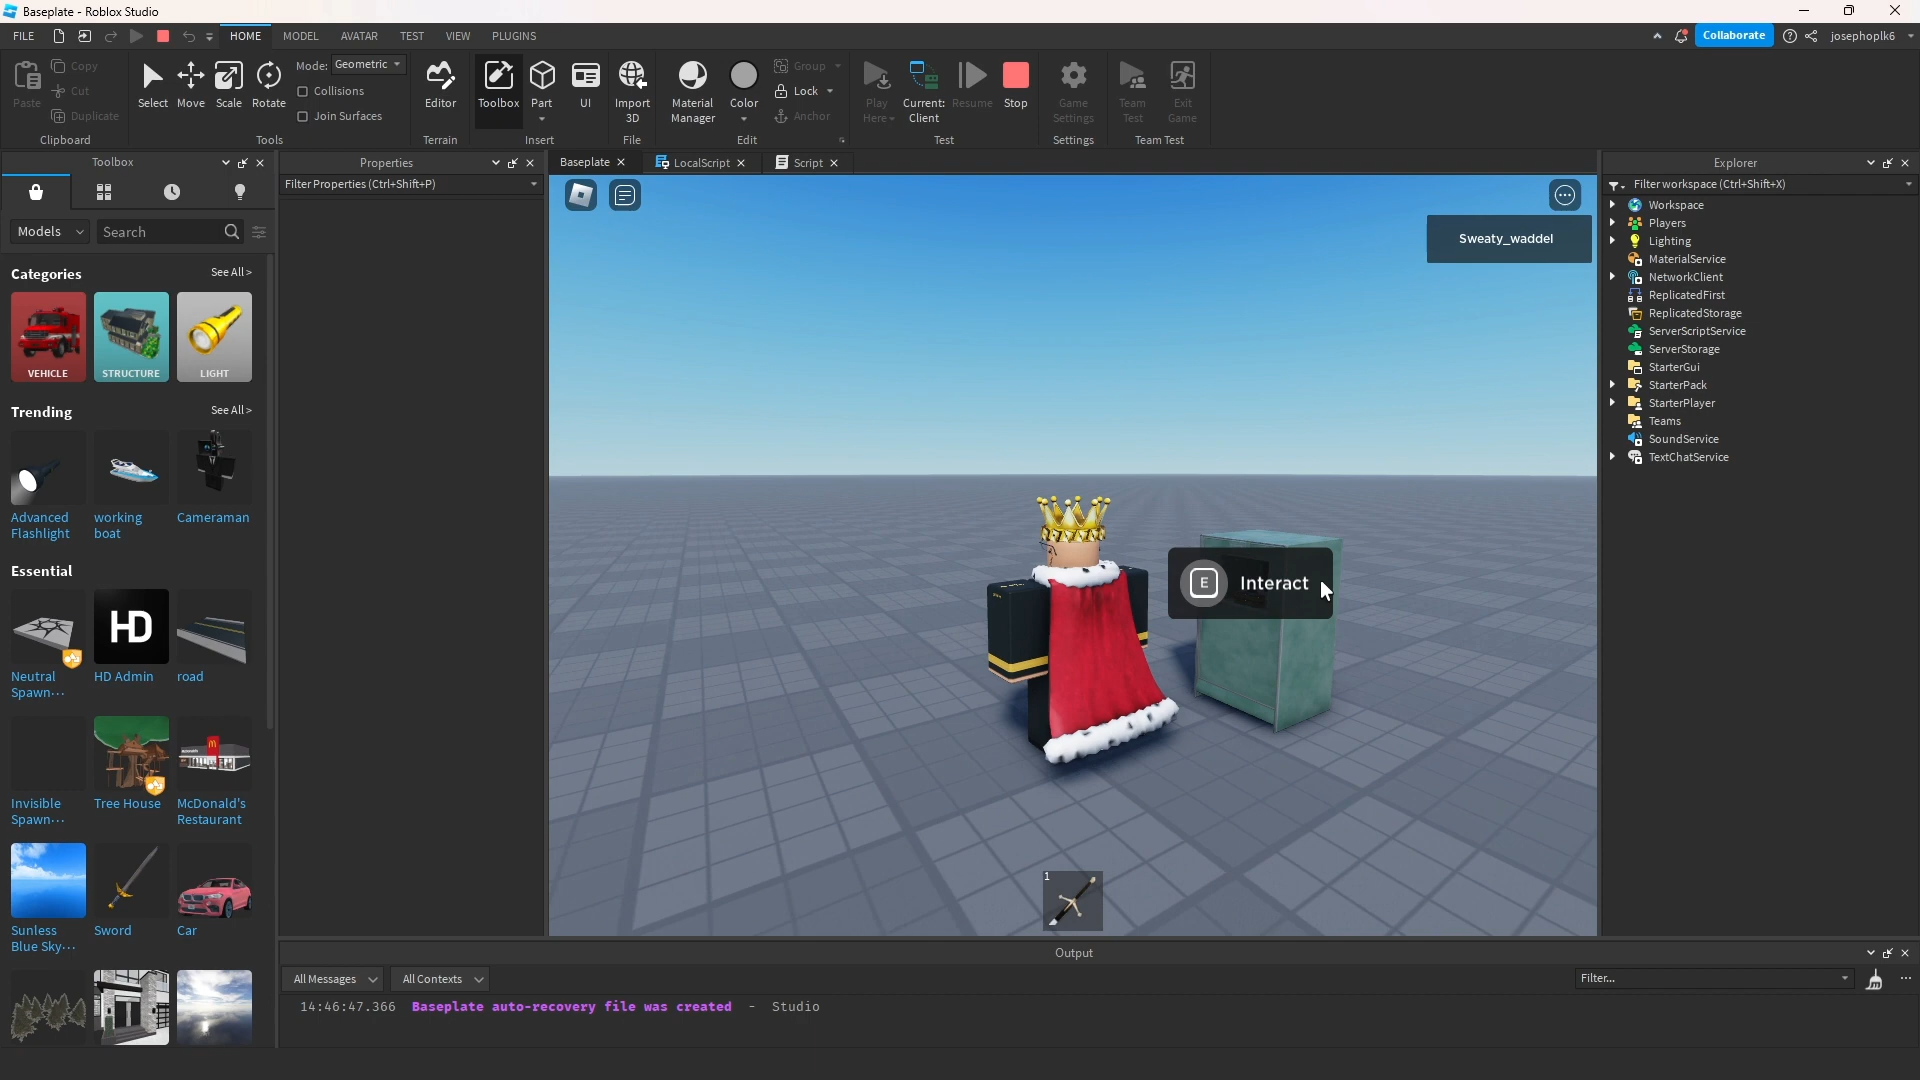 Baseplate - Roblox Studio
FILE
HOME
MODEL
AVATAR
TEST
VIEW
PLUGINS
Collaborate
josephoplk6
Paste
Copy
Cut
Duplicate
Clipboard
Select
Move
Scale
Rotate
Mode: Geometric
Collisions
Join Surfaces
Tools
Editor
Terrain
Toolbox
Part
UI
Insert
Import
3D
File
Material
Manager
Color
Group
Lock
Anchor
Edit
Play
Here
Current:
Client
Resume
Stop
Test
Game
Settings
Settings
Team
Test
Exit
Game
Team Test
Toolbox
Models
Search
Categories
See All >
VEHICLE
STRUCTURE
LIGHT
Trending
See All >
Advanced
Flashlight
working
boat
Cameraman
Essential
HD
Neutral
Spawn...
HD Admin
road
Invisible
Spawn...
Tree House
McDonald's
Restaurant
Sunless
Blue Sky...
Sword
Car
Properties
Filter Properties (Ctrl+Shift+P)
Baseplate
LocalScript
Script
Sweaty_waddel
E
Interact
1
Explorer
Filter workspace (Ctrl+Shift+X)
Workspace
Players
Lighting
MaterialService
NetworkClient
ReplicatedFirst
ReplicatedStorage
ServerScriptService
ServerStorage
StarterGui
StarterPack
StarterPlayer
Teams
SoundService
TextChatService
Output
All Messages
All Contexts
Filter...
14:46:47.366 Baseplate auto-recovery file was created - Studio